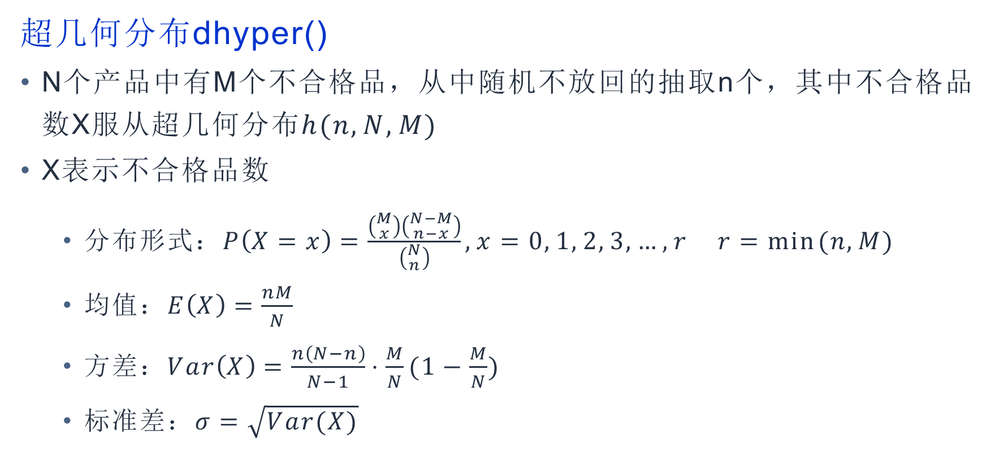 超几何分布dhyper()
• N个产品中有M个不合格品，从中随机不放回的抽取n个，其中不合格品
数X服从超几何分布h(n, N, M)
• X表示不合格品数
• 分布形式：P(X = x) = \frac{\binom{M}{x}\binom{N-M}{n-x}}{\binom{N}{n}}, x = 0, 1, 2, 3, ..., r r = min(n, M)
• 均值：E(X) = \frac{nM}{N}
• 方差：Var(X) = \frac{n(N-n)}{N-1} · \frac{M}{N}(1 − \frac{M}{N})
• 标准差：σ = \sqrt{Var(X)}